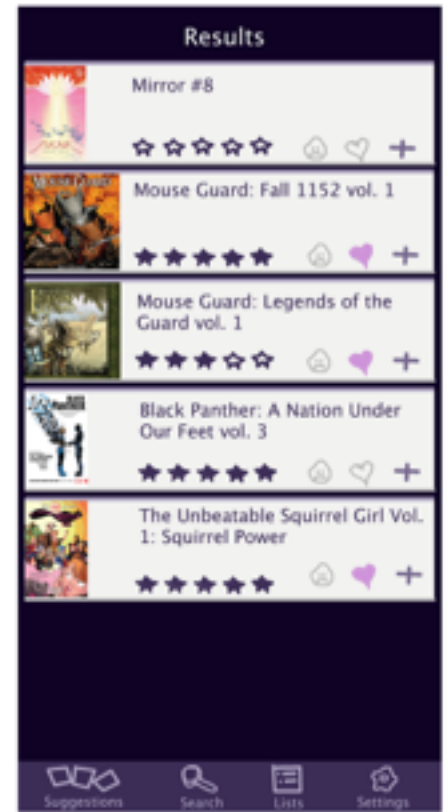 Results
Mirror #8
Mouse Guard: Fall 1152 vol. 1
Mouse Guard: Legends of the
Guard vol. 1
Black Panther: A Nation Under
Our Feet vol. 3
The Unbeatable Squirrel Girl Vol.
1: Squirrel Power
Suggestions
Search
Lists
Settings